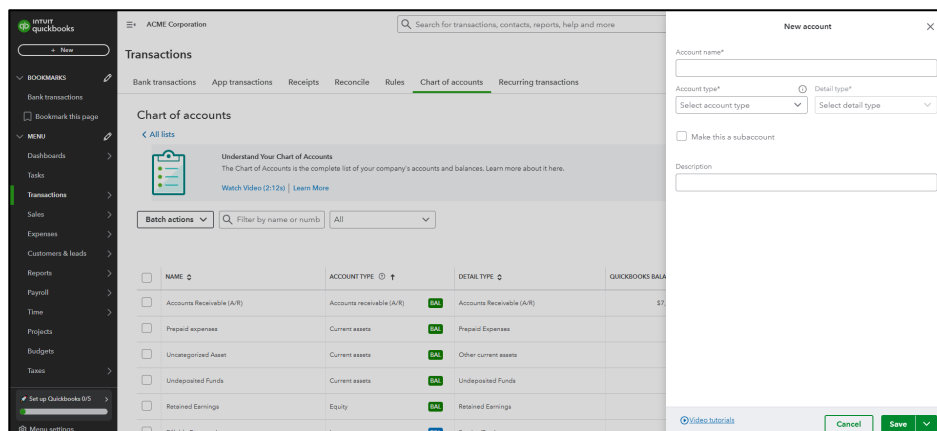 INTUIT
quickbooks
+ New
BOOKMARKS
Bank transactions
Bookmark this page
MENU
Dashboards
Tasks
Transactions
Sales
Expenses
Customers & leads
Reports
Payroll
Time
Projects
Budgets
Taxes
Set up Quickbooks 0/5
Menu settings
ACME Corporation
Search for transactions, contacts, reports, help and more
Transactions
Bank transactions App transactions Receipts Reconcile Rules Chart of accounts Recurring transactions
Chart of accounts
All lists
Understand Your Chart of Accounts
The Chart of Accounts is the complete list of your company's accounts and balances. Learn more about it here.
Watch Video (2:12s) | Learn More
Batch actions Filter by name or numb All
NAME ACCOUNT TYPE DETAIL TYPE QUICKBOOKS BALA
Accounts Receivable (A/R) Accounts receivable (A/R) BAL Accounts Receivable (A/R) $7,
Prepaid expenses Current assets BAL Prepaid Expenses
Uncategorized Asset Current assets BAL Other current assets
Undeposited Funds Current assets BAL Undeposited Funds
Retained Earnings Equity BAL Retained Earnings
New account
Account name*
Account type* Detail type*
Select account type Select detail type
Make this a subaccount
Description
Video tutorials Cancel Save